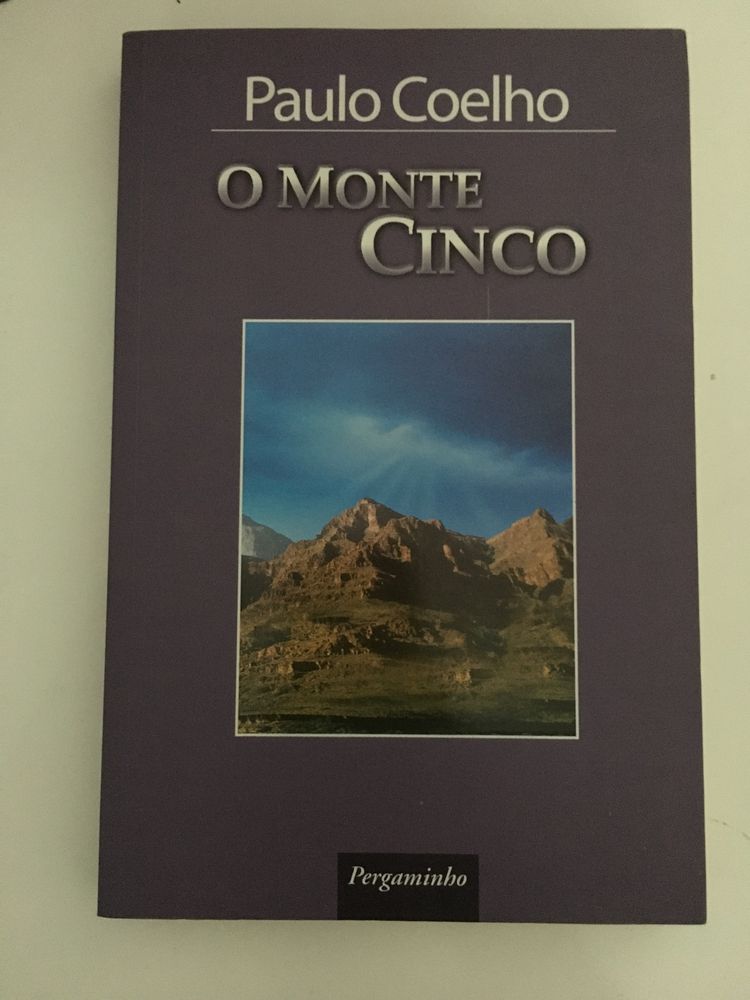 Paulo Coelho
O MONTE
CINCO
Pergaminho